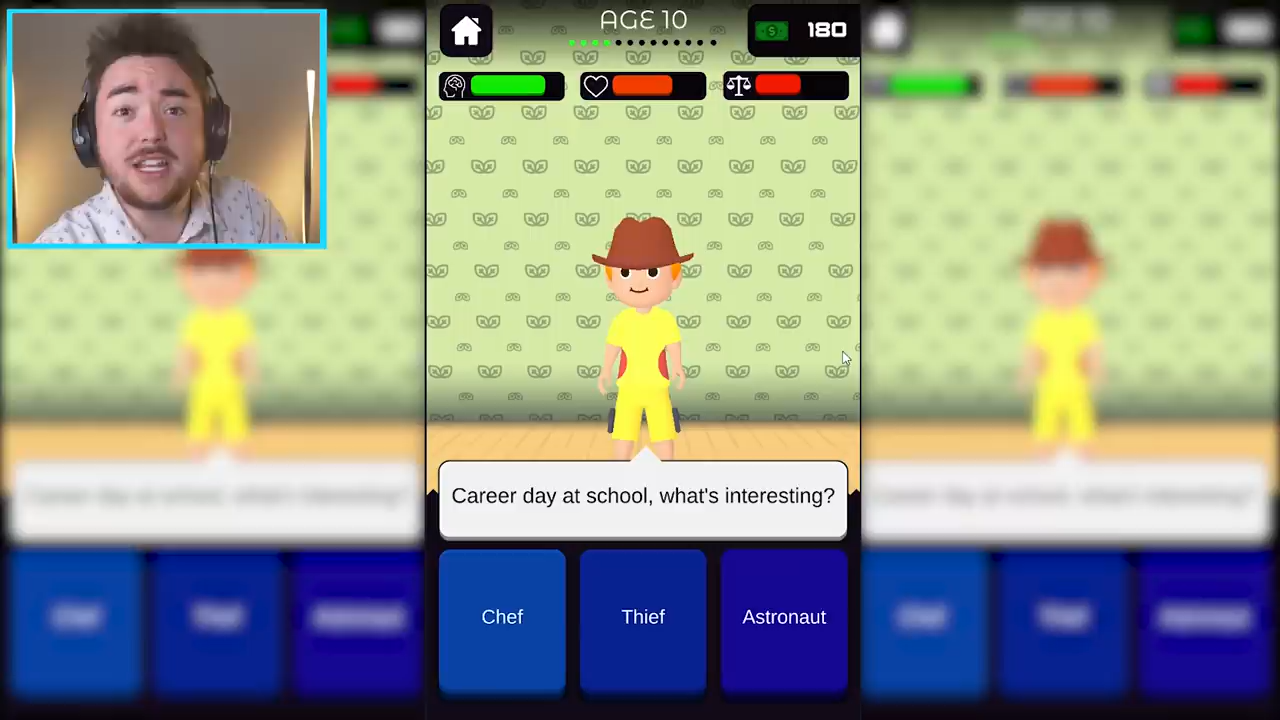 AGE 10
180
Career day at school, what's interesting?
Chef
Thief
Astronaut